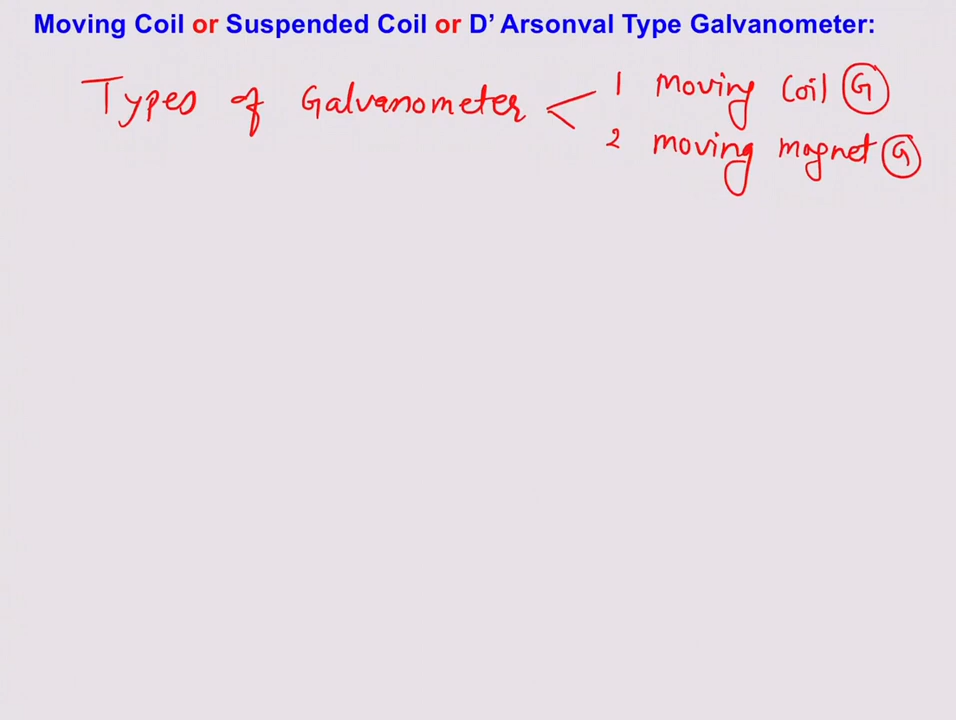 Moving Coil or Suspended Coil or D’ Arsonval Type Galvanometer:
Types of Galvanometer < 1 Moving Coil G
2 moving magnet G